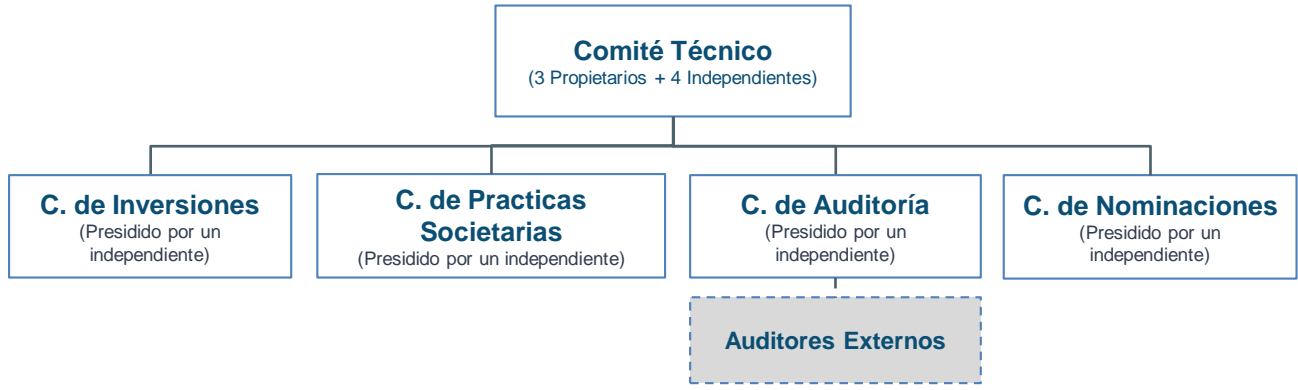 Comité Técnico
(3 Propietarios + 4 Independientes)
C. de Inversiones
(Presidido por un
independiente)
C. de Practicas
Societarias
(Presidido por un independiente)
C. de Auditoría
(Presidido por un
independiente)
C. de Nominaciones
(Presidido por un
independiente)
Auditores Externos